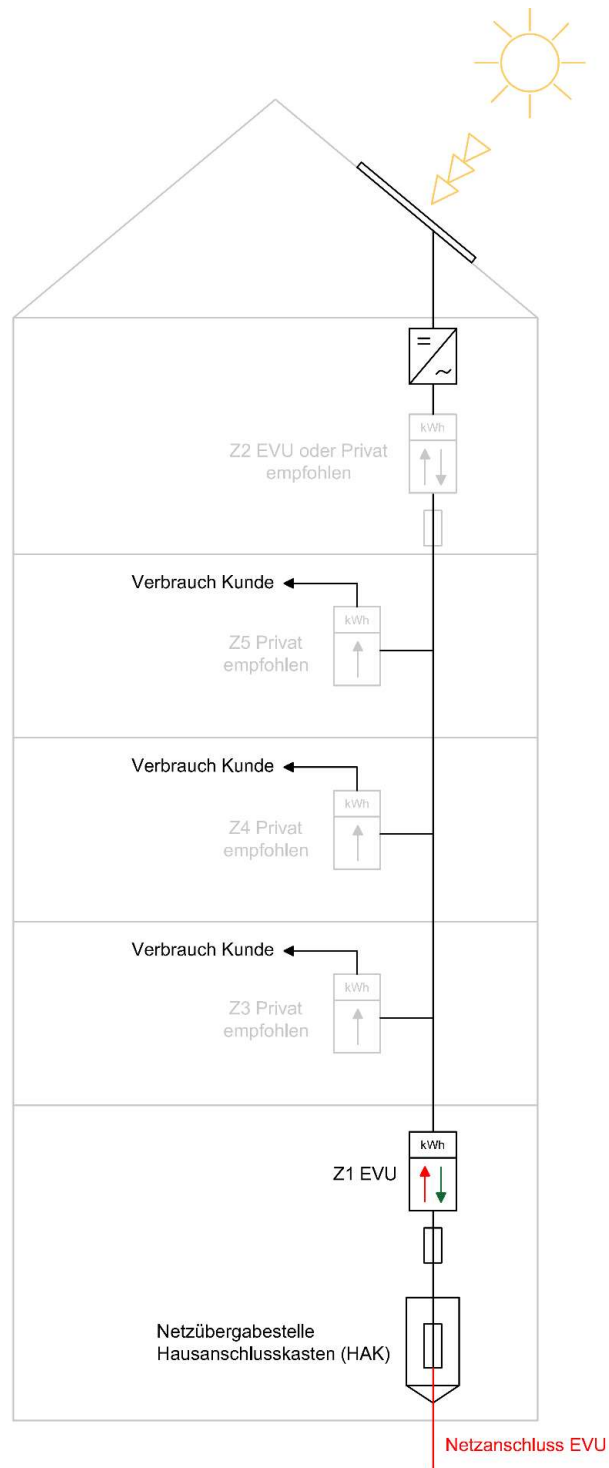 kWh
Z2 EVU oder Privat
empfohlen
Verbrauch Kunde
kWh
Z5 Privat
empfohlen
Verbrauch Kunde
kWh
Z4 Privat
empfohlen
Verbrauch Kunde
kWh
Z3 Privat
empfohlen
kWh
Z1 EVU
Netzübergabestelle
Hausanschlusskasten (HAK)
Netzanschluss EVU